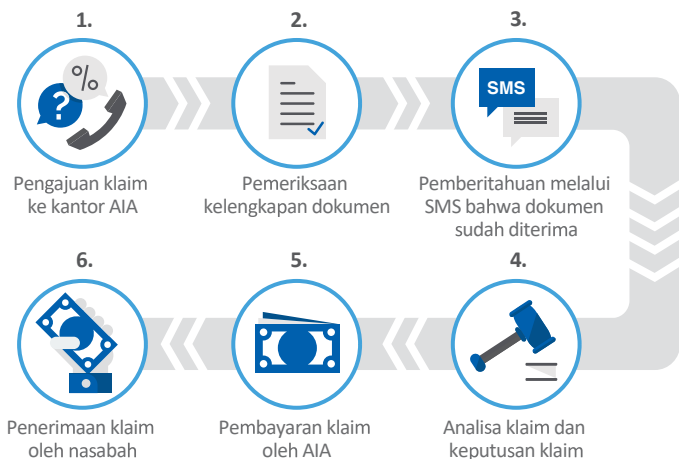 1.
2.
3.
%
?
SMS
Pengajuan klaim
ke kantor AIA
Pemeriksaan
kelengkapan dokumen
Pemberitahuan melalui
SMS bahwa dokumen
sudah diterima
6.
5.
4.
Penerimaan klaim
oleh nasabah
Pembayaran klaim
oleh AIA
Analisa klaim dan
keputusan klaim